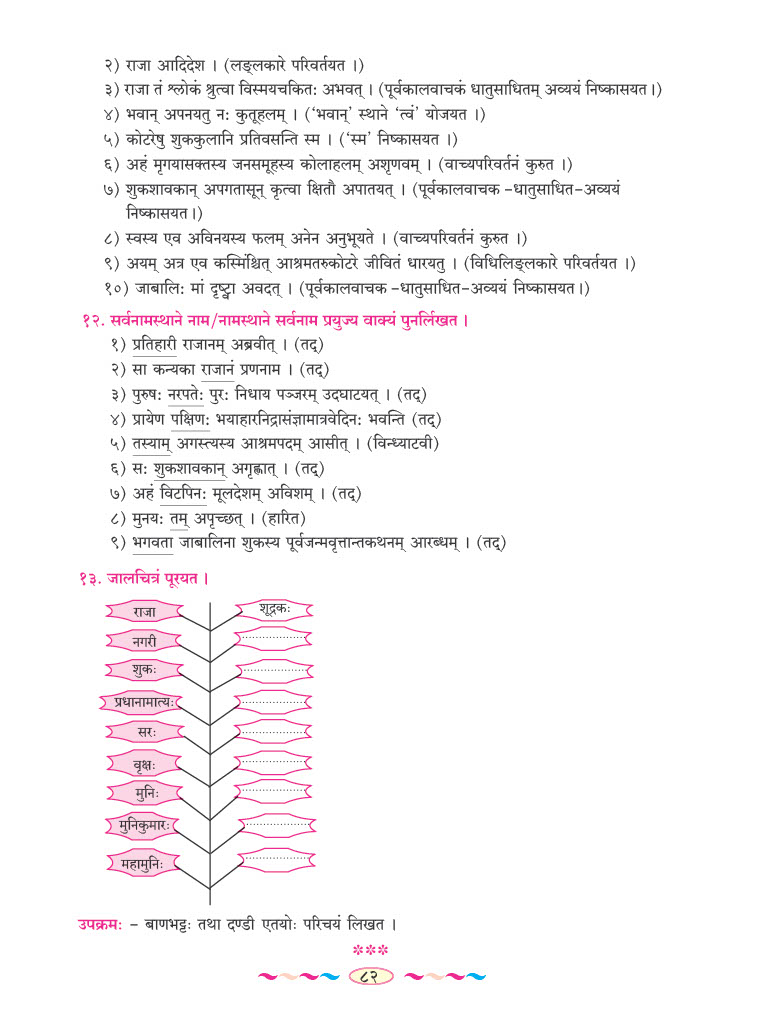 २) राजा आदिदेश । (लङ्लकारे परिवर्तयत ।)
३) राजा तं श्लोकं श्रुत्वा विस्मयचकितः अभवत् । (पूर्वकालवाचकं धातुसाधितम् अव्ययं निष्कासयत।)
४) भवान् अपनयतु नः कुतूहलम् । (‘भवान्’ स्थाने ‘त्वं’ योजयत ।)
५) कोटरेषु शुककुलानि प्रतिवसन्ति स्म । (‘स्म’ निष्कासयत ।)
६) अहं मृगयासक्तस्य जनसमूहस्य कोलाहलम् अशृणवम् । (वाच्यपरिवर्तनं कुरुत ।)
७) शुकशावकान् अपगतासून् कृत्वा क्षितौ अपातयत् । (पूर्वकालवाचक -धातुसाधित-अव्ययं
निष्कासयत।)
८) स्वस्य एव अविनयस्य फलम् अनेन अनुभूयते । (वाच्यपरिवर्तनं कुरुत ।)
९) अयम् अत्र एव कस्मिंश्चित् आश्रमतरुकोटरे जीवितं धारयतु । (विधिलिङ्लकारे परिवर्तयत ।)
१०) जाबालिः मां दृष्ट्वा अवदत् । (पूर्वकालवाचक -धातुसाधित-अव्ययं निष्कासयत।)
१२. सर्वनामस्थाने नाम/नामस्थाने सर्वनाम प्रयुज्य वाक्यं पुनर्लिखत ।
१) प्रतिहारी राजानम् अब्रवीत् । (तद्)
२) सा कन्यका राजानं प्रणनाम । (तद्)
३) पुरुषः नरपतेः पुरः निधाय पञ्जरम् उदघाटयत् । (तद्)
४) प्रायेण पक्षिणः भयाहारनिद्रासंज्ञामात्रवेदिनः भवन्ति (तद्)
५) तस्याम् अगस्त्यस्य आश्रमपदम् आसीत् । (विन्ध्याटवी)
६) सः शुकशावकान् अगृह्णात् । (तद्)
७) अहं विटपिनः मूलदेशम् अविशम् । (तद्)
८) मुनयः तम् अपृच्छत् । (हारित)
९) भगवता जाबालिना शुकस्य पूर्वजन्मवृत्तान्तकथनम् आरब्धम् । (तद्)
१३. जालचित्रं पूरयत ।
राजा शूद्रकः
नगरी ..................
शुकः ..................
प्रधानामात्यः ..................
सरः ..................
वृक्षः ..................
मुनिः ..................
मुनिकुमारः ..................
महामुनिः ..................
उपक्रमः - बाणभट्टः तथा दण्डी एतयोः परिचयं लिखत ।
***
८२